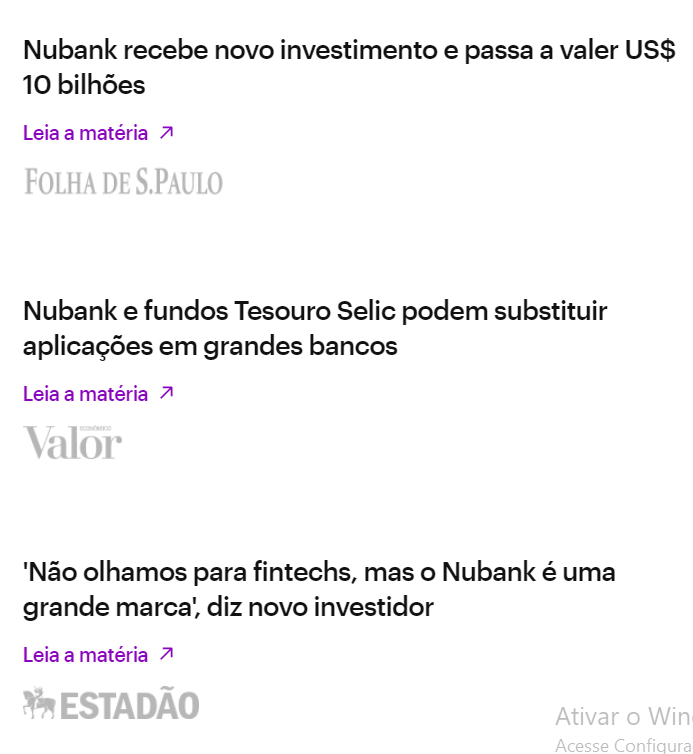 Nubank recebe novo investimento e passa a valer US$
10 bilhões
Leia a matéria
FOLHA DE S.PAULO
Nubank e fundos Tesouro Selic podem substituir
aplicações em grandes bancos
Leia a matéria
Valor ECONÔMICO
'Não olhamos para fintechs, mas o Nubank é uma
grande marca', diz novo investidor
Leia a matéria
ESTADÃO
Ativar o Win
Acesse Configura